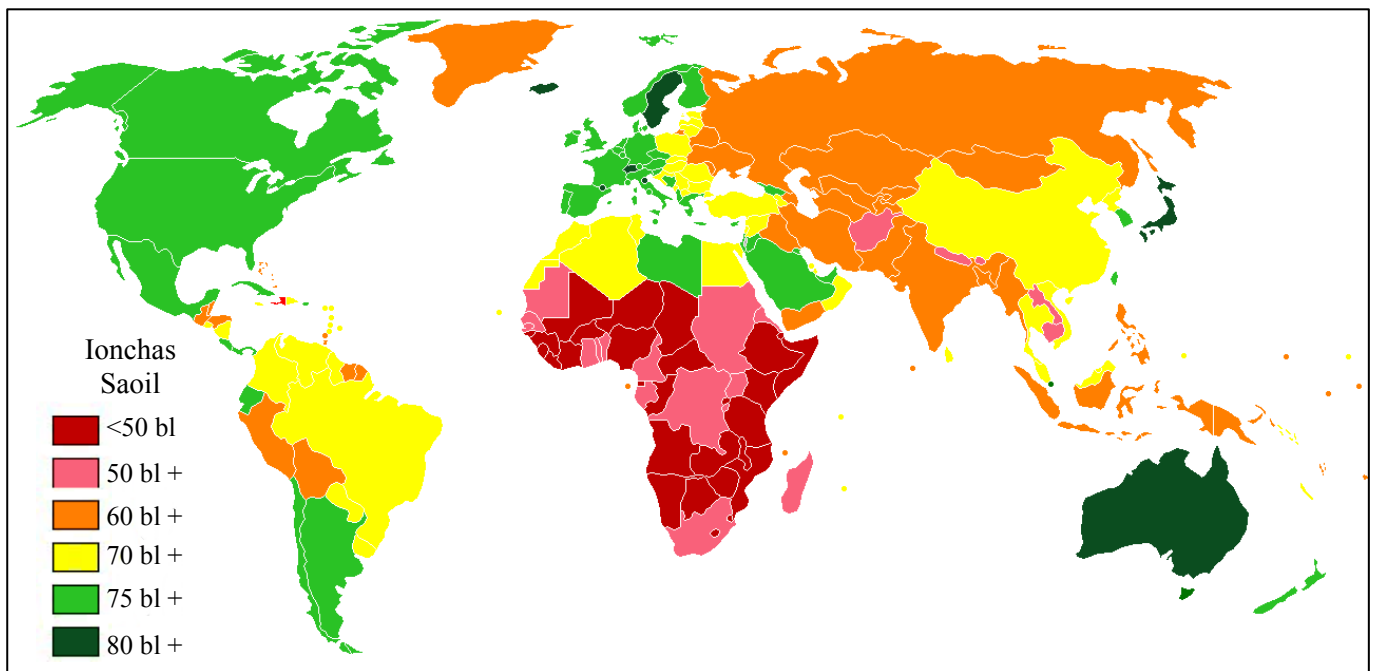 Ionchas
Saoil
<50 bl
50 bl +
60 bl +
70 bl +
75 bl +
80 bl +